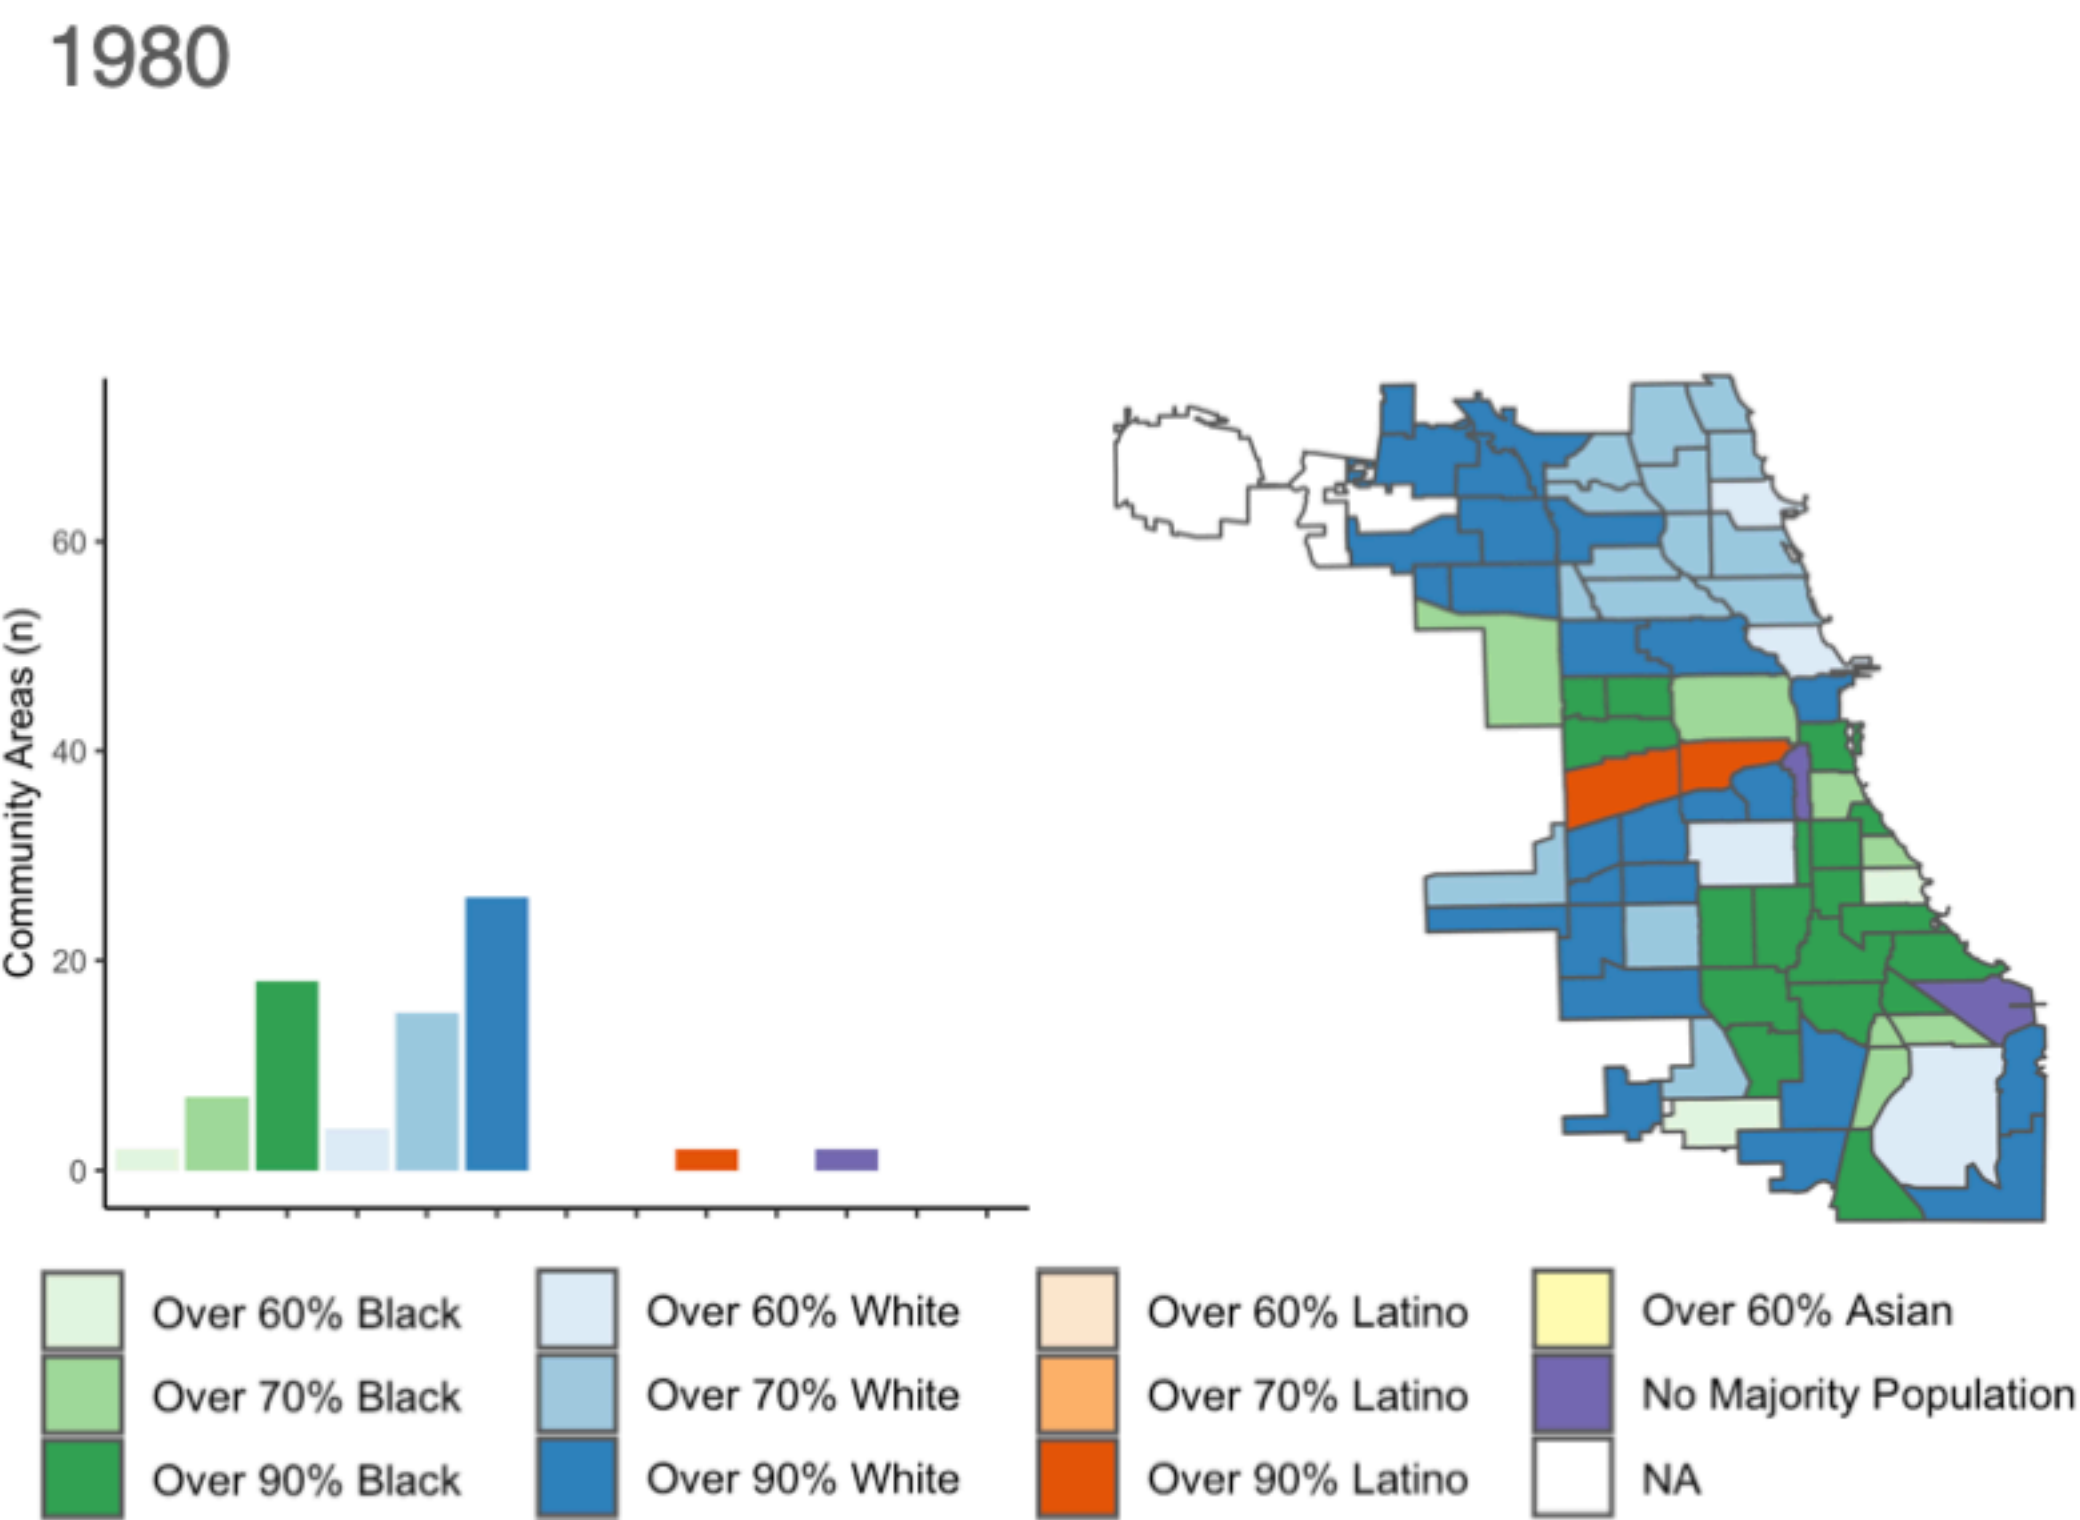 1980
Community Areas (n)
60
40
20
0
Over 60% Black
Over 60% White
Over 60% Latino
Over 60% Asian
Over 70% Black
Over 70% White
Over 70% Latino
No Majority Population
Over 90% Black
Over 90% White
Over 90% Latino
NA